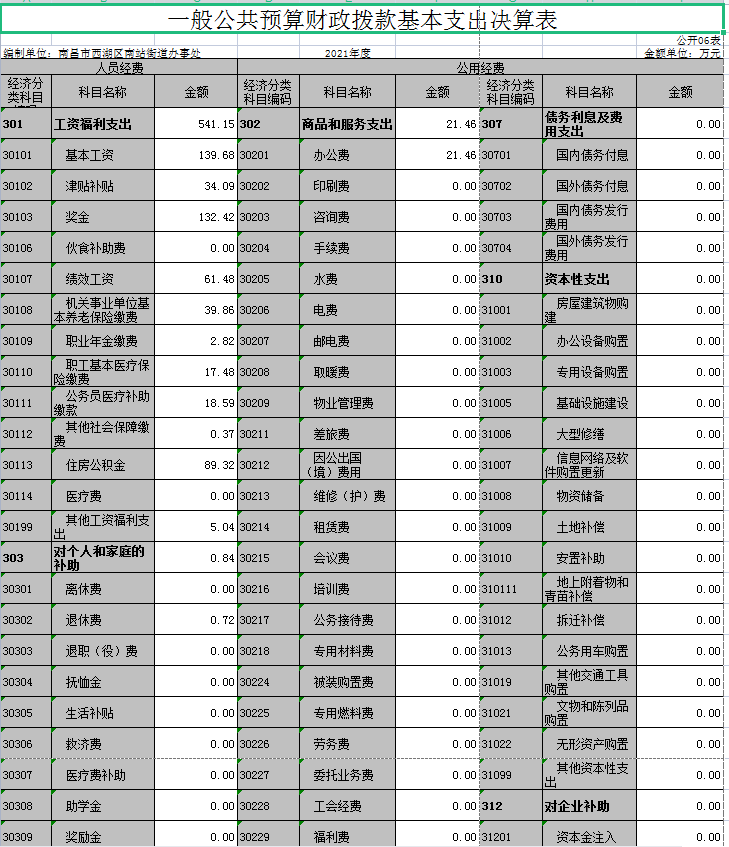 一般公共预算财政拨款基本支出决算表
公开06表
编制单位：南昌市西湖区南站街道办事处 2021年度 金额单位：万元
人员经费 公用经费
经济分类科目 科目名称 金额 经济分类科目编码 科目名称 金额 经济分类科目编码 科目名称 金额
301 工资福利支出 541.15 302 商品和服务支出 21.46 307 债务利息及费用支出 0.00
30101 基本工资 139.68 30201 办公费 21.46 30701 国内债务付息 0.00
30102 津贴补贴 34.09 30202 印刷费 0.00 30702 国外债务付息 0.00
30103 奖金 132.42 30203 咨询费 0.00 30703 国内债务发行费用 0.00
30106 伙食补助费 0.00 30204 手续费 0.00 30704 国外债务发行费用 0.00
30107 绩效工资 61.48 30205 水费 0.00 310 资本性支出 0.00
30108 机关事业单位基本养老保险缴费 39.86 30206 电费 0.00 31001 房屋建筑物购建 0.00
30109 职业年金缴费 2.82 30207 邮电费 0.00 31002 办公设备购置 0.00
30110 职工基本医疗保险缴费 17.48 30208 取暖费 0.00 31003 专用设备购置 0.00
30111 公务员医疗补助缴款 18.59 30209 物业管理费 0.00 31005 基础设施建设 0.00
30112 其他社会保障缴费 0.37 30211 差旅费 0.00 31006 大型修缮 0.00
30113 住房公积金 89.32 30212 因公出国（境）费用 0.00 31007 信息网络及软件购置更新 0.00
30114 医疗费 0.00 30213 维修（护）费 0.00 31008 物资储备 0.00
30199 其他工资福利支出 5.04 30214 租赁费 0.00 31009 土地补偿 0.00
303 对个人和家庭的补助 0.84 30215 会议费 0.00 31010 安置补助 0.00
30301 离休费 0.00 30216 培训费 0.00 310111 地上附着物和青苗补偿 0.00
30302 退休费 0.72 30217 公务接待费 0.00 31012 拆迁补偿 0.00
30303 退职（役）费 0.00 30218 专用材料费 0.00 31013 公务用车购置 0.00
30304 抚恤金 0.00 30224 被装购置费 0.00 31019 其他交通工具购置 0.00
30305 生活补贴 0.00 30225 专用燃料费 0.00 31021 文物和陈列品购置 0.00
30306 救济费 0.00 30226 劳务费 0.00 31022 无形资产购置 0.00
30307 医疗费补助 0.00 30227 委托业务费 0.00 31099 其他资本性支出 0.00
30308 助学金 0.00 30228 工会经费 0.00 312 对企业补助 0.00
30309 奖励金 0.00 30229 福利费 0.00 31201 资本金注入 0.00